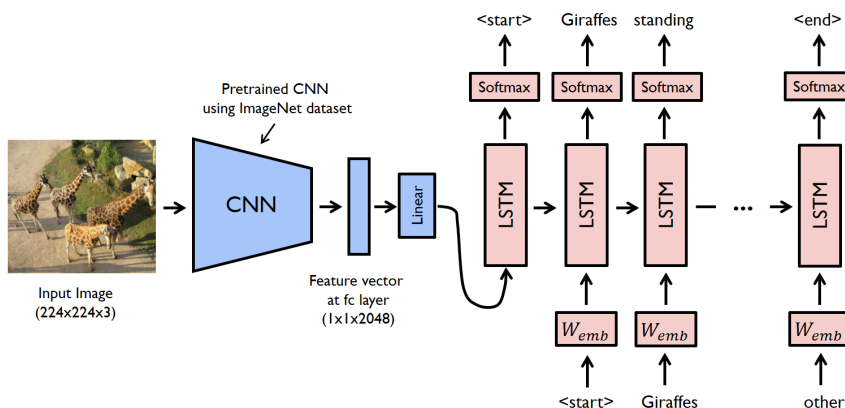 <start> Giraffes standing <end>
Softmax Softmax Softmax Softmax
Pretrained CNN
using ImageNet dataset
CNN
Linear
LSTM LSTM LSTM ... LSTM
Input Image
(224x224x3)
Feature vector
at fc layer
(1x1x2048)
W_emb W_emb W_emb
<start> Giraffes other